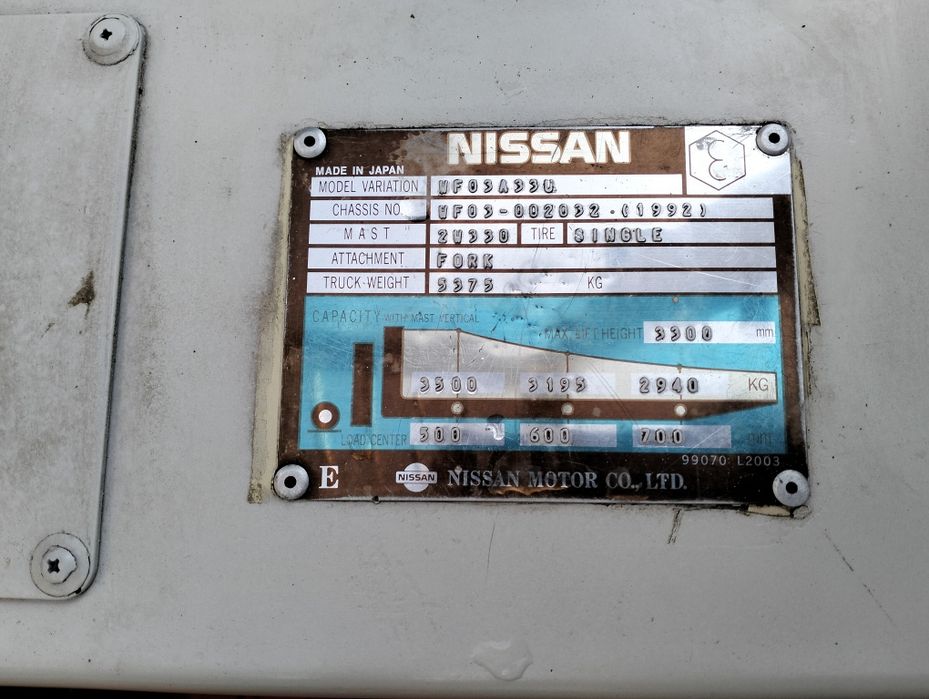 NISSAN
MADE IN JAPAN
MODEL VARIATION WF03A33U
CHASSIS NO. WF03-002032.(1992)
MAST 2W330 TIRE SINGLE
ATTACHMENT FORK
TRUCK-WEIGHT 5375 KG
CAPACITY WITH MAST VERTICAL
MAX. LIFT HEIGHT 3300 mm
3500 3195 2940 KG
LOAD CENTER 500 600 700 mm
99070 L2003
E NISSAN NISSAN MOTOR CO., LTD.